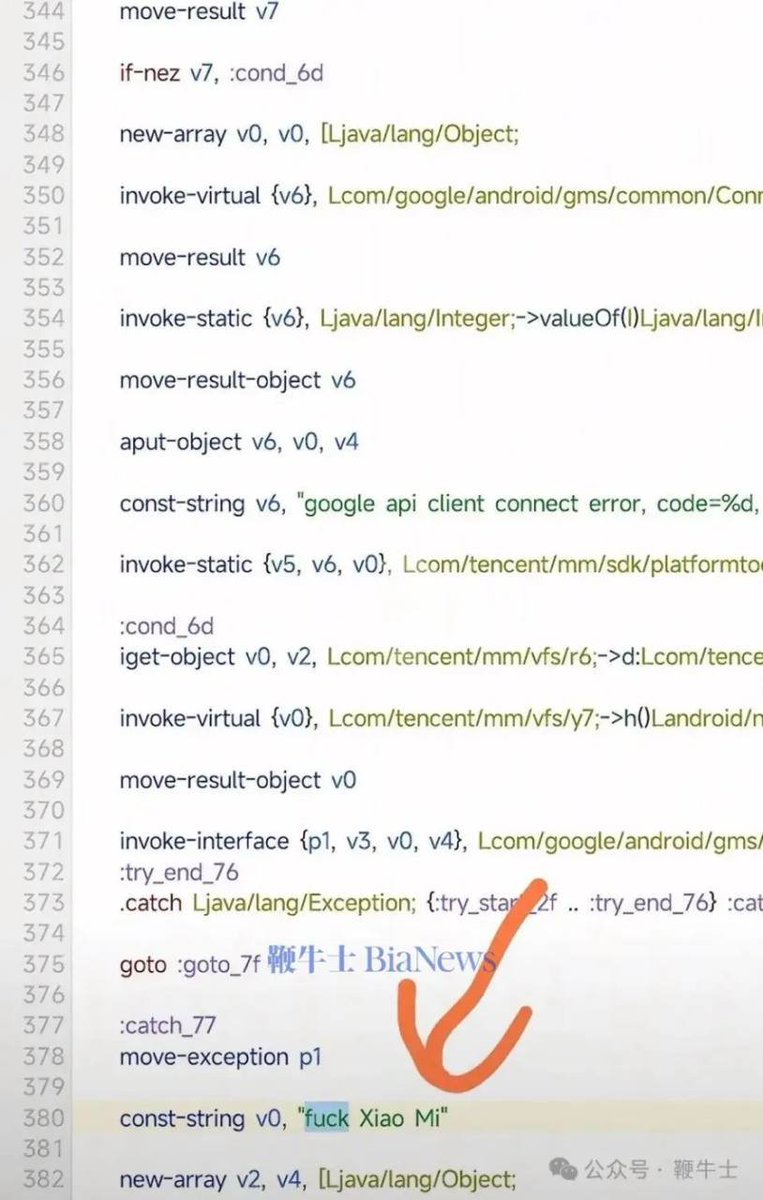 344 move-result v7
345
346 if-nez v7, :cond_6d
347
348 new-array v0, v0, [Ljava/lang/Object;
349
350 invoke-virtual {v6}, Lcom/google/android/gms/common/Conn
351
352 move-result v6
353
354 invoke-static {v6}, Ljava/lang/Integer;->valueOf(I)Ljava/lang/I
355
356 move-result-object v6
357
358 aput-object v6, v0, v4
359
360 const-string v6, "google api client connect error, code=%d,
361
362 invoke-static {v5, v6, v0}, Lcom/tencent/mm/sdk/platformtoo
363
364 :cond_6d
365 iget-object v0, v2, Lcom/tencent/mm/vfs/r6;->d:Lcom/tence
366
367 invoke-virtual {v0}, Lcom/tencent/mm/vfs/y7;->h()Landroid/n
368
369 move-result-object v0
370
371 invoke-interface {p1, v3, v0, v4}, Lcom/google/android/gms/
372 :try_end_76
373 .catch Ljava/lang/Exception; {:try_start_2f .. :try_end_76} :cat
374
375 goto :goto_7f 鞭牛士 BiaNews
376
377 :catch_77
378 move-exception p1
379
380 const-string v0, "fuck Xiao Mi"
381
382 new-array v2, v4, [Ljava/lang/Object;
公众号 · 鞭牛士